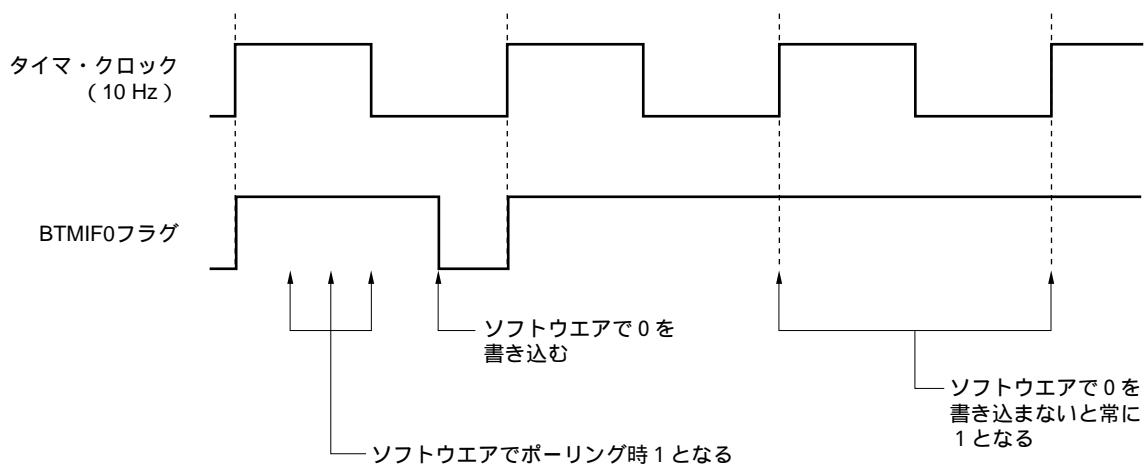 タイマ・クロック
(10 Hz)
BTMIF0フラグ
ソフトウエアで0を
書き込む
ソフトウエアで0を
書き込まないと常に
1となる
ソフトウエアでポーリング時1となる